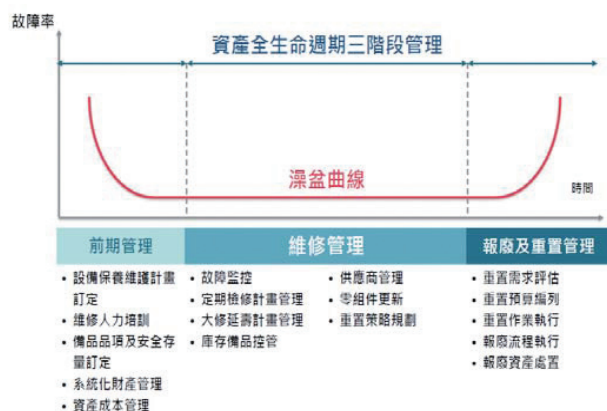 故障率
資產全生命週期三階段管理
澡盆曲線
時間
前期管理
• 設備保養維護計畫
訂定
• 維修人力培訓
• 備品品項及安全存
量訂定
• 系統化財產管理
• 資產成本管理
維修管理
• 故障監控
• 定期檢修計畫管理
• 大修延壽計畫管理
• 庫存備品控管
• 供應商管理
• 零組件更新
• 重置策略規劃
報廢及重置管理
• 重置需求評估
• 重置預算編列
• 重置作業執行
• 報廢流程執行
• 報廢資產處置